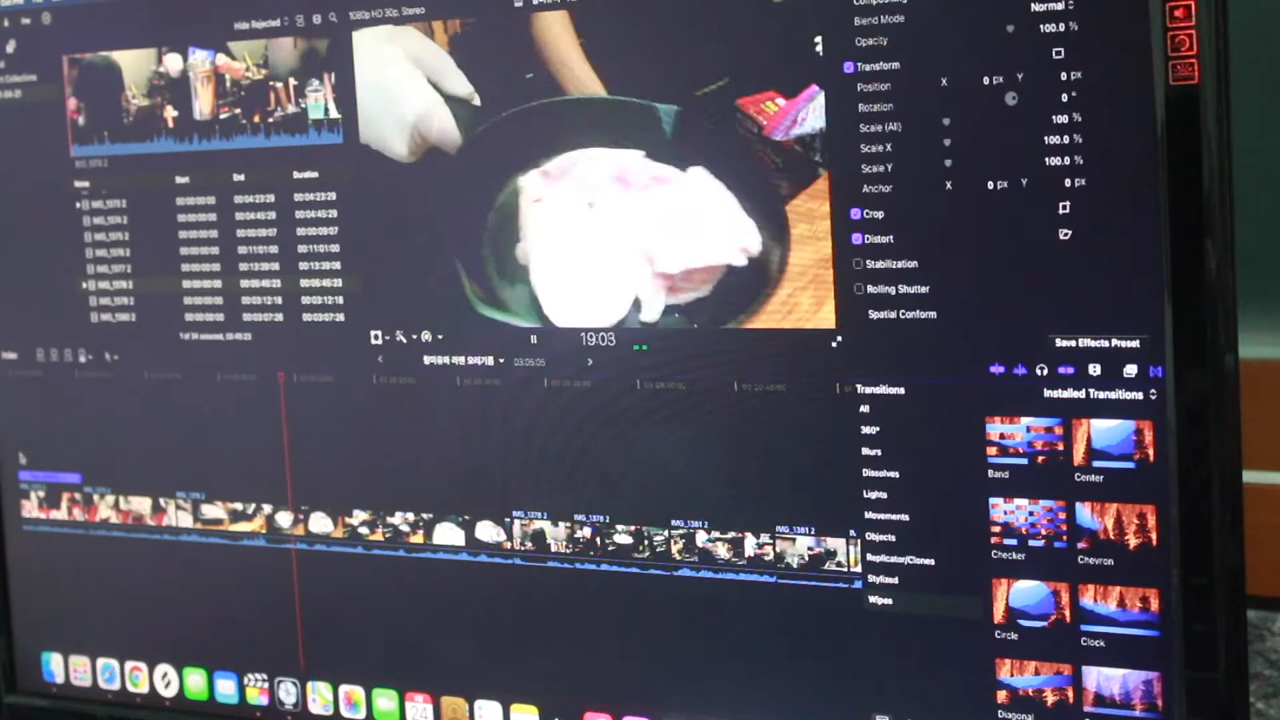 Hide Rejected
1080p HD 30p, Stereo
Normal
Blend Mode
Opacity
100.0 %
Transform
Position X 0 px Y 0 px
Rotation 0 °
Scale (All) 100 %
Scale X 100.0 %
Scale Y 100.0 %
Anchor X 0 px Y 0 px
Crop
Distort
Stabilization
Rolling Shutter
Spatial Conform
Save Effects Preset
Name Start End Duration
IMG_1373 2 00:00:00:00 00:04:23:29 00:04:23:29
IMG_1374 2 00:00:00:00 00:04:45:29 00:04:45:29
IMG_1375 2 00:00:00:00 00:00:09:07 00:00:09:07
IMG_1376 2 00:00:00:00 00:11:01:00 00:11:01:00
IMG_1377 2 00:00:00:00 00:13:39:06 00:13:39:06
IMG_1378 2 00:00:00:00 00:05:45:23 00:05:45:23
IMG_1379 2 00:00:00:00 00:03:12:18 00:03:12:18
IMG_1380 2 00:00:00:00 00:03:07:26 00:03:07:26
19:03
03:05:05
Index
Transitions
Installed Transitions
All
360°
Blurs
Dissolves
Lights
Movements
Objects
Replicator/Clones
Stylized
Wipes
Band
Center
Checker
Chevron
Circle
Clock
Diagonal
IMG_1378 2
IMG_1381 2
IMG_1381 2
24